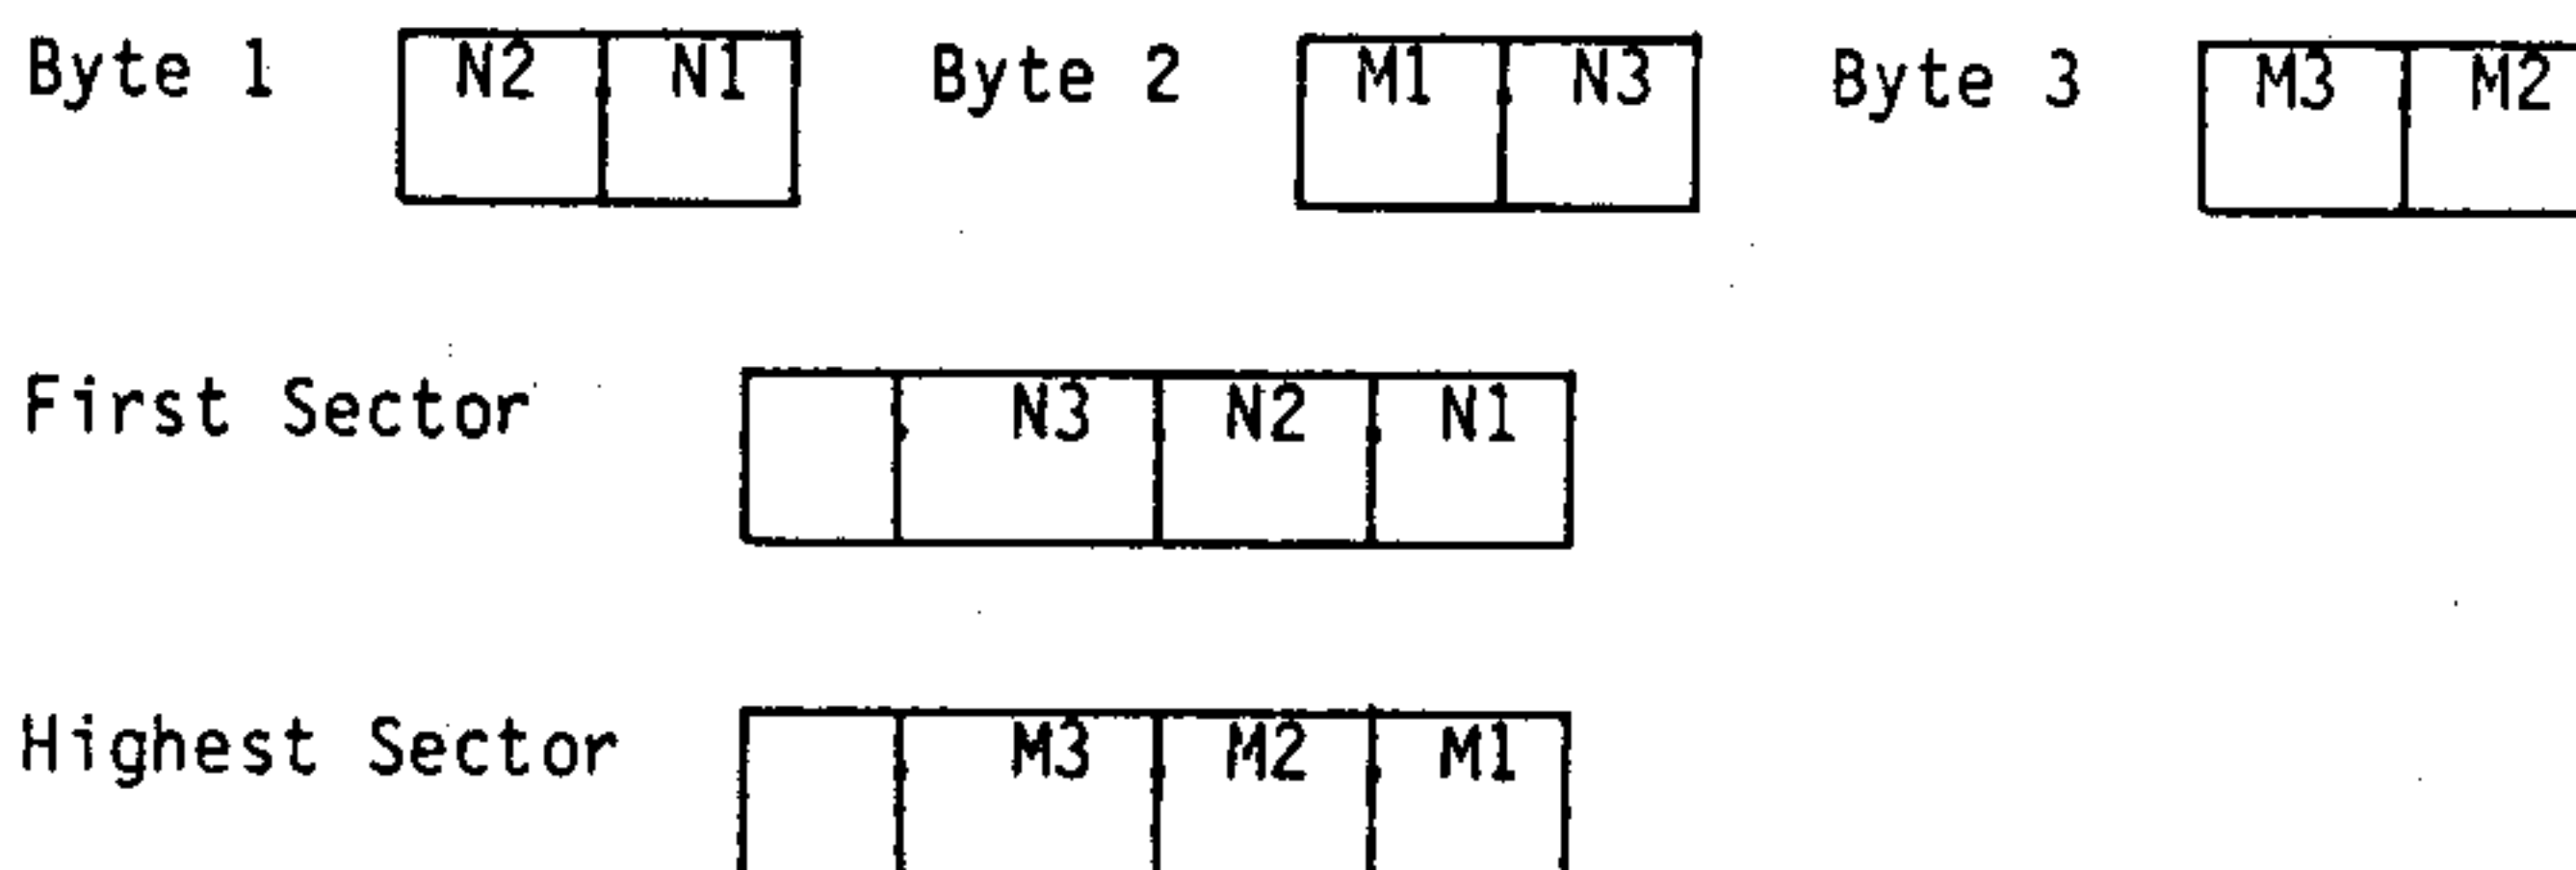 Byte 1 N2 N1 Byte 2 M1 N3 Byte 3 M3 M2
First Sector N3 N2 N1
Highest Sector M3 M2 M1